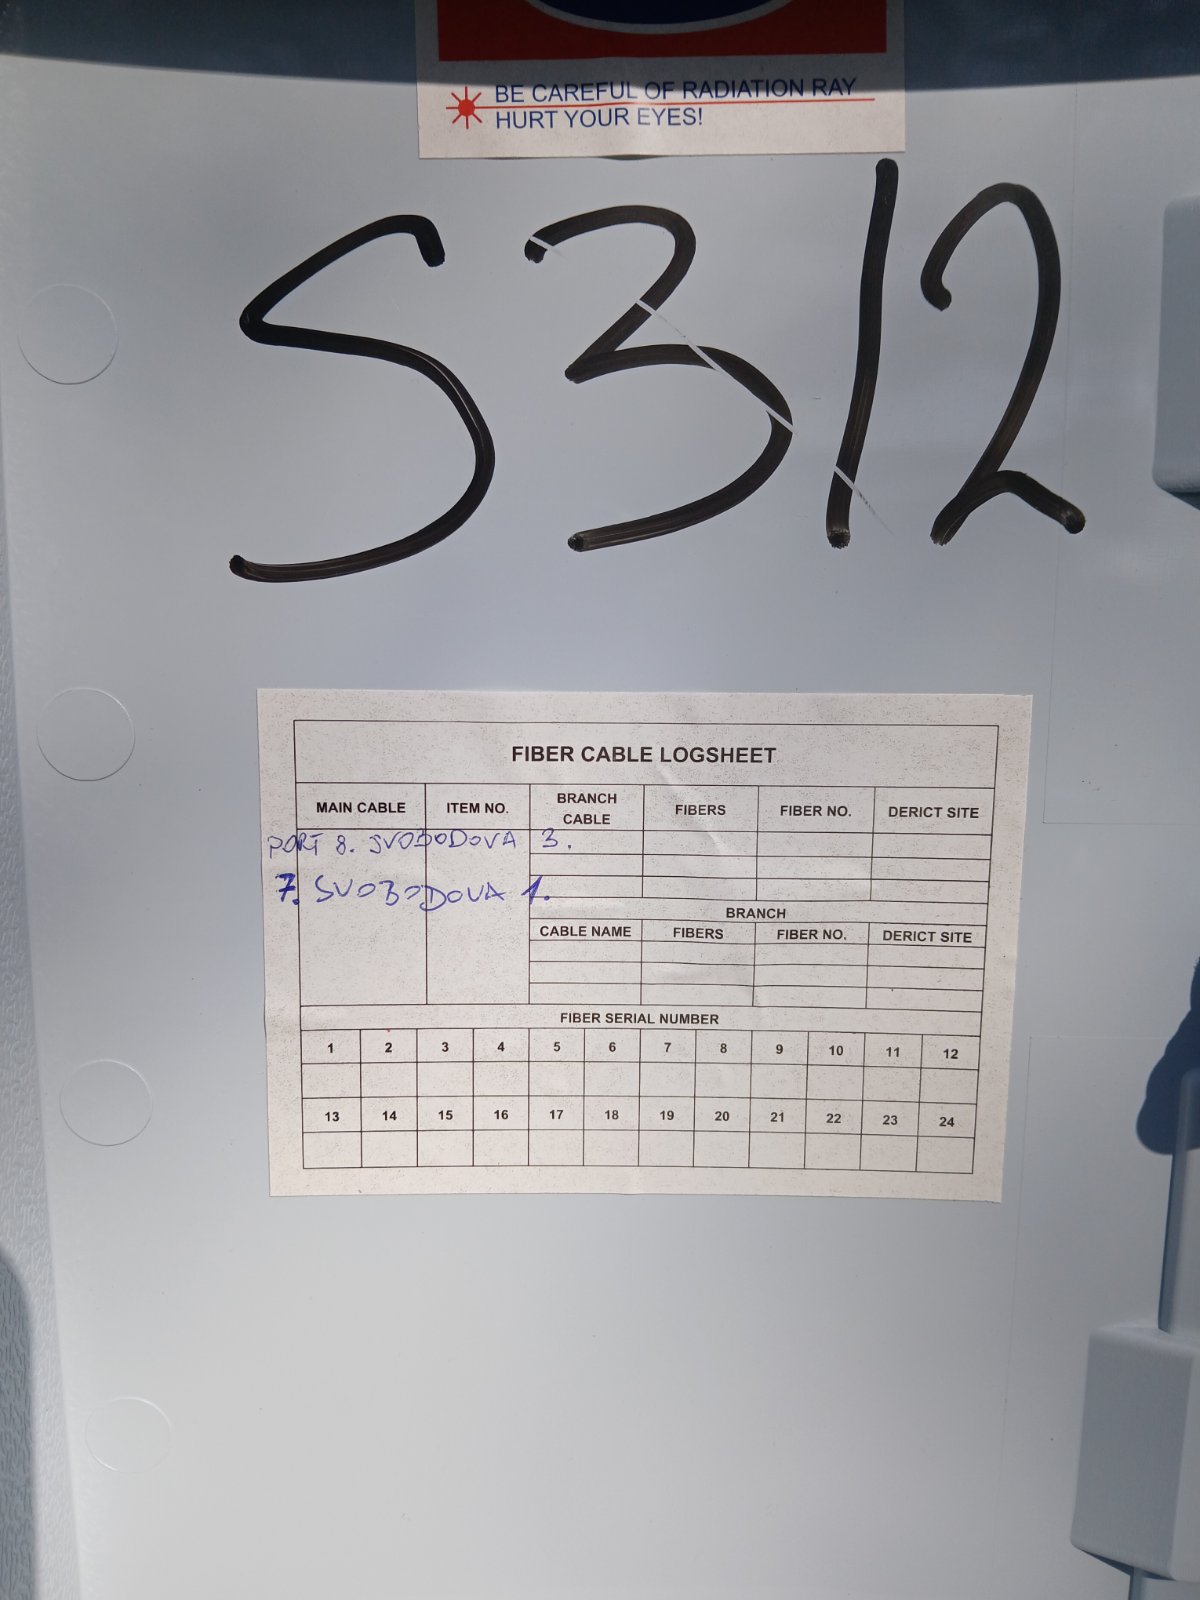 BE CAREFUL OF RADIATION RAY
HURT YOUR EYES!
S312
FIBER CABLE LOGSHEET
MAIN CABLE ITEM NO. BRANCH CABLE FIBERS FIBER NO. DERICT SITE
PORT 8. SVOBODOVA 3.
7. SVOBODOVA 1.
BRANCH
CABLE NAME FIBERS FIBER NO. DERICT SITE
FIBER SERIAL NUMBER
1 2 3 4 5 6 7 8 9 10 11 12
13 14 15 16 17 18 19 20 21 22 23 24